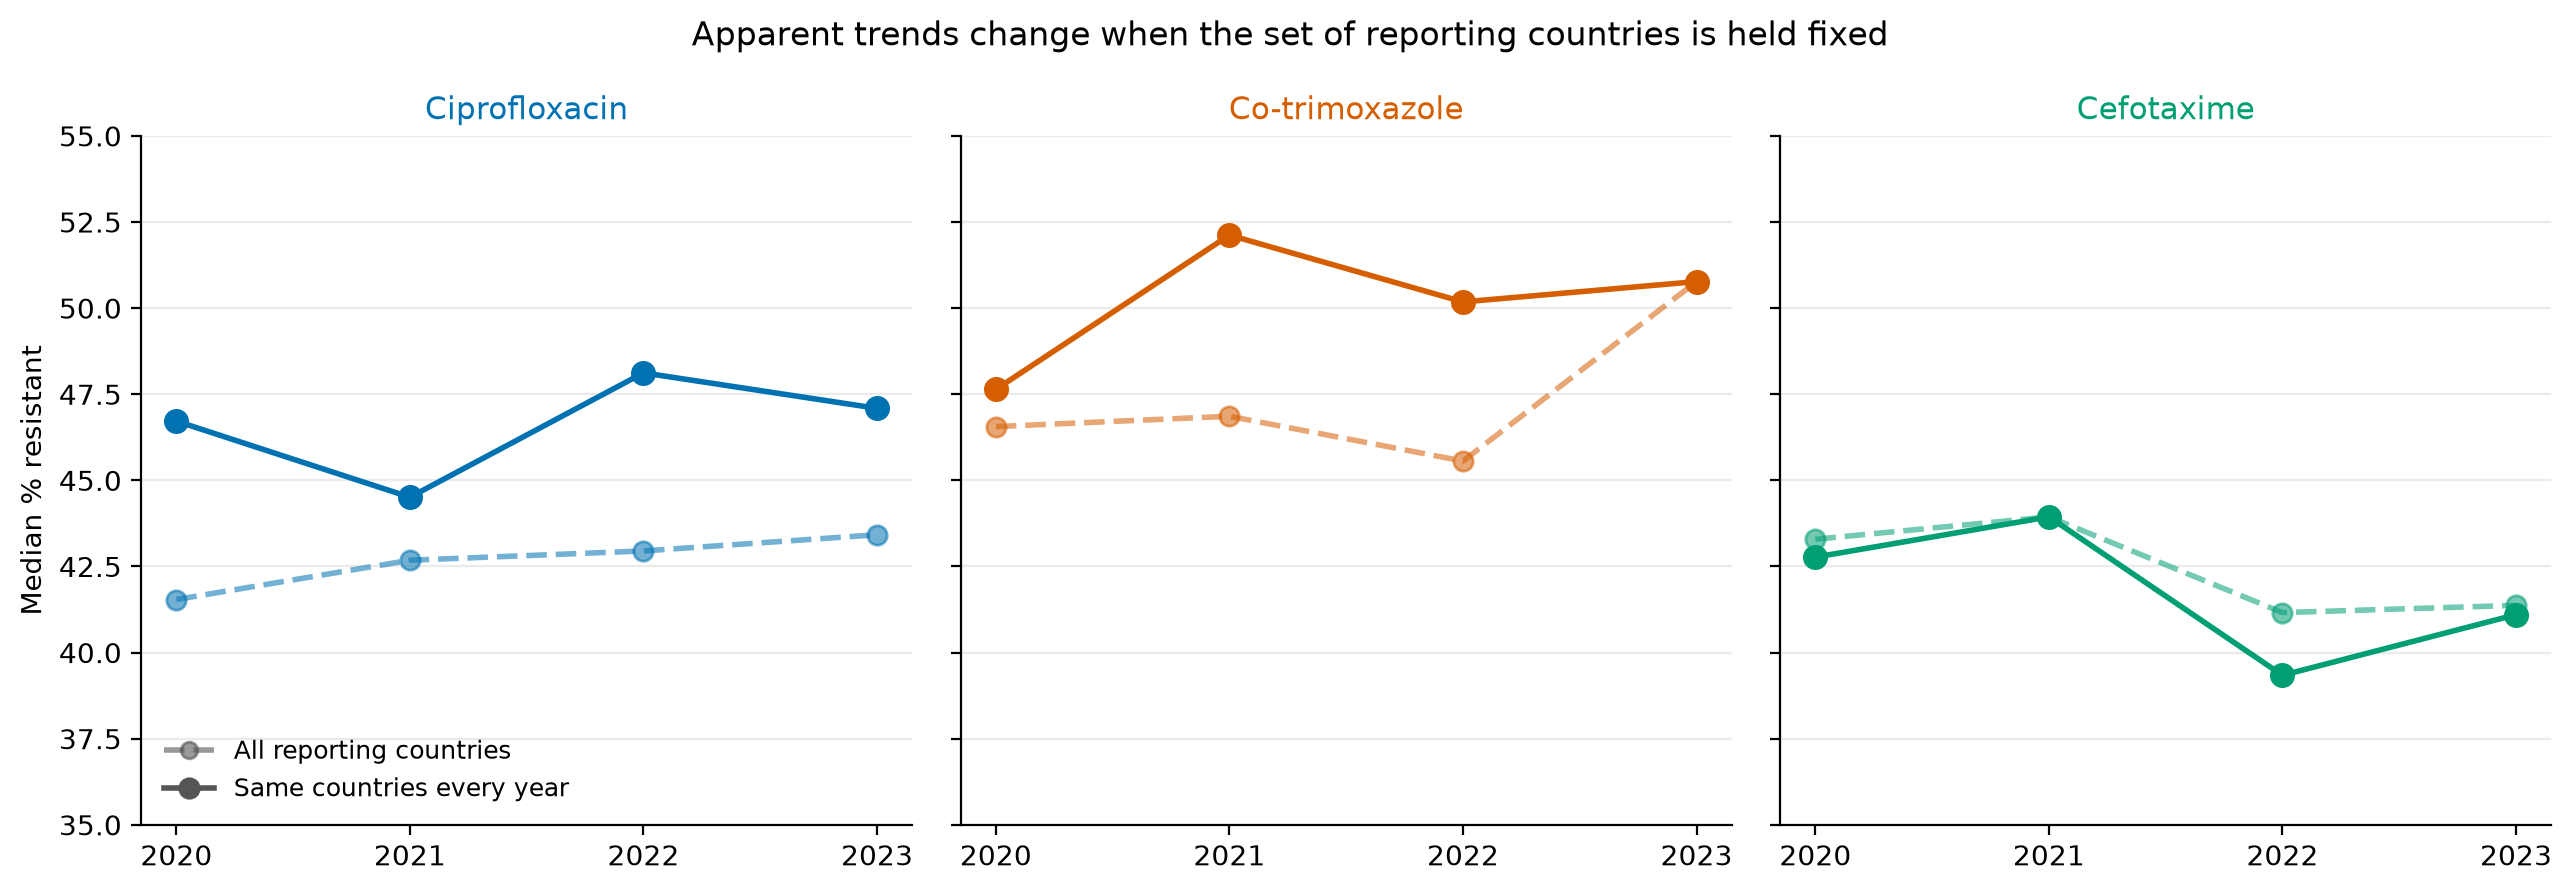 Apparent trends change when the set of reporting countries is held fixed
Ciprofloxacin
Co-trimoxazole
Cefotaxime
Median % resistant
55.0
52.5
50.0
47.5
45.0
42.5
40.0
37.5
35.0
All reporting countries
Same countries every year
2020 2021 2022 2023
2020 2021 2022 2023
2020 2021 2022 2023